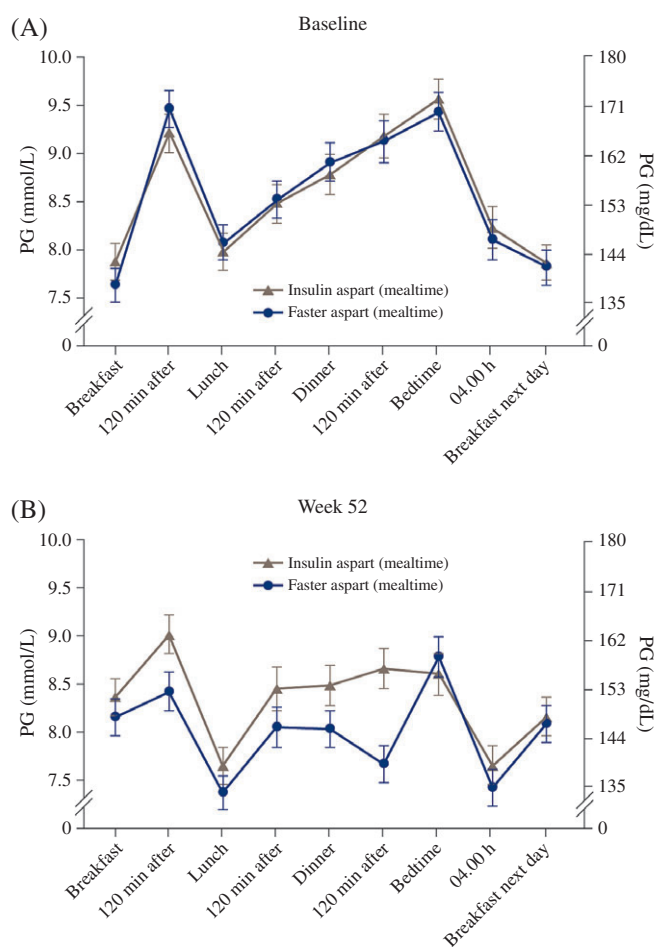 (A)
Baseline
10.0
9.5
9.0
8.5
8.0
7.5
0
PG (mmol/L)
180
171
162
153
144
135
0
PG (mg/dL)
Insulin aspart (mealtime)
Faster aspart (mealtime)
Breakfast
120 min after
Lunch
120 min after
Dinner
120 min after
Bedtime
04.00 h
Breakfast next day
(B)
Week 52
10.0
9.5
9.0
8.5
8.0
7.5
0
PG (mmol/L)
180
171
162
153
144
135
0
PG (mg/dL)
Insulin aspart (mealtime)
Faster aspart (mealtime)
Breakfast
120 min after
Lunch
120 min after
Dinner
120 min after
Bedtime
04.00 h
Breakfast next day